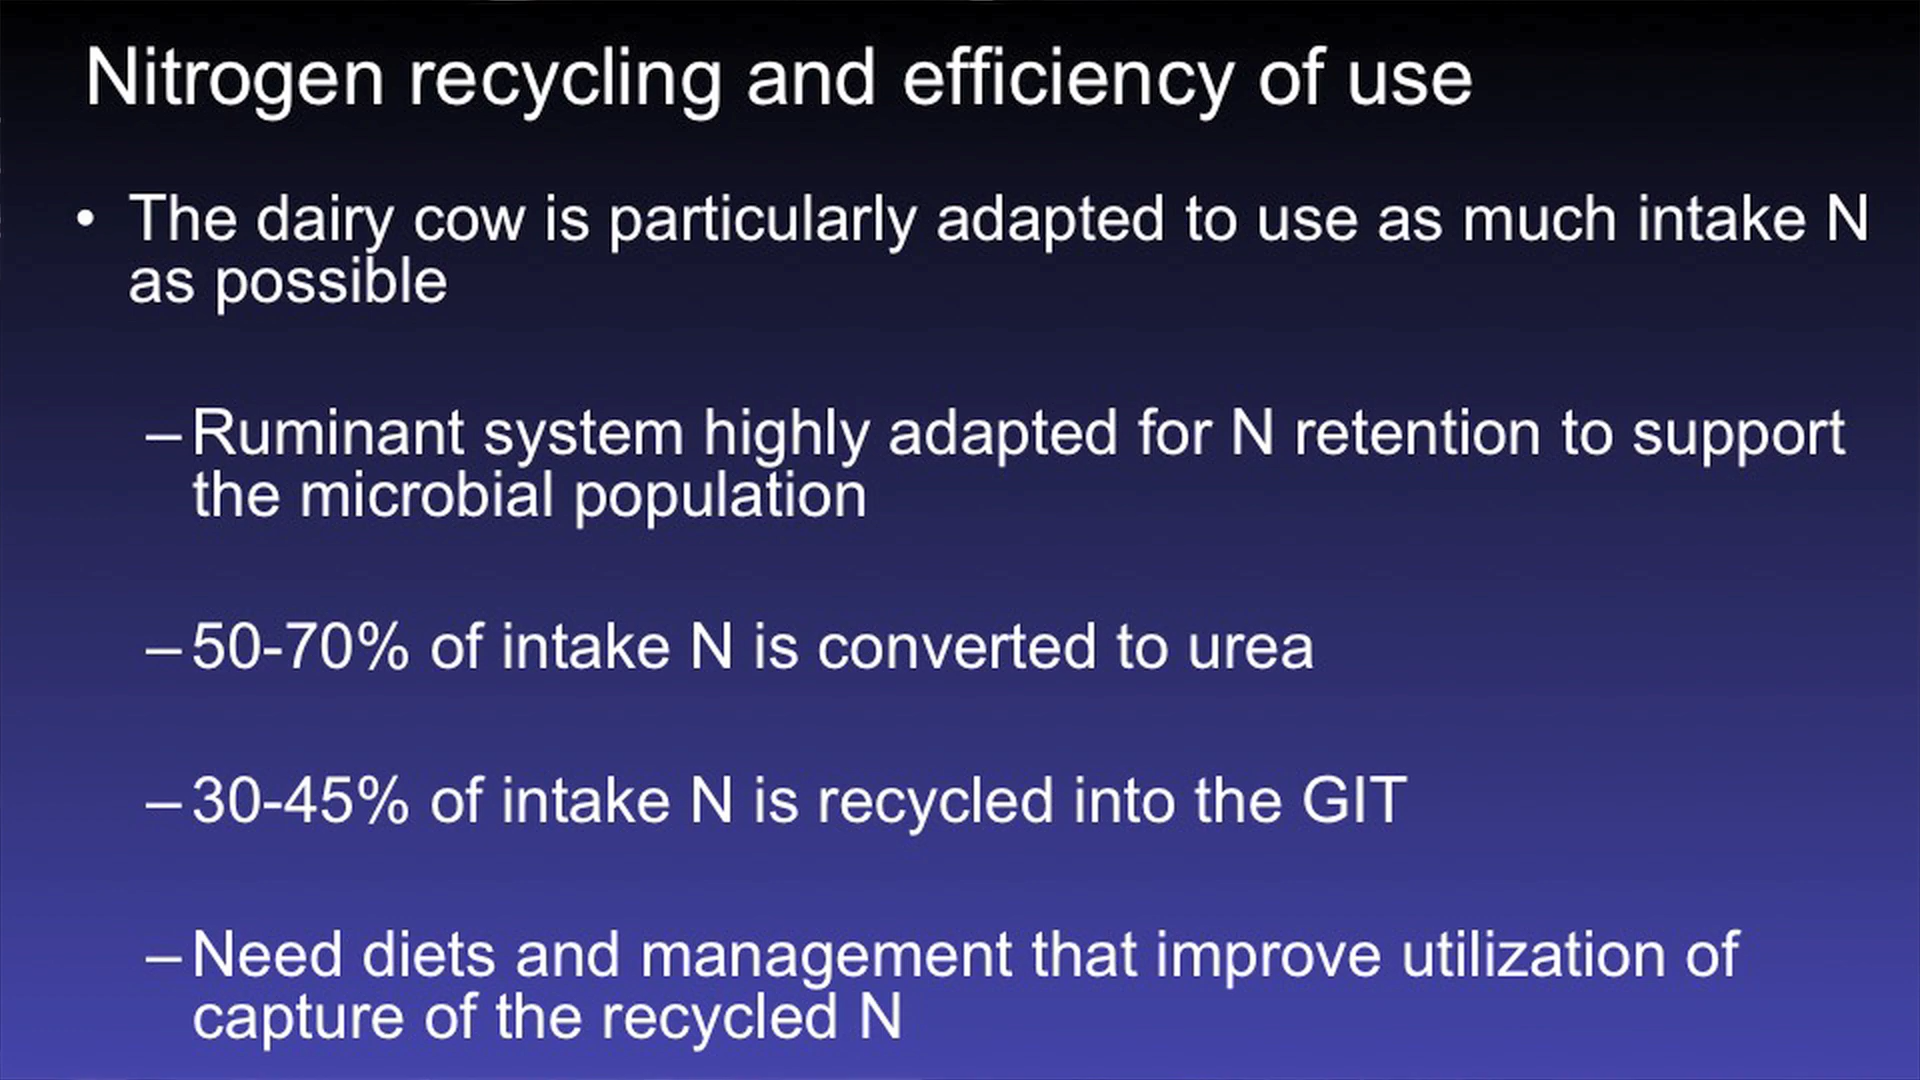 Nitrogen recycling and efficiency of use
• The dairy cow is particularly adapted to use as much intake N
as possible
– Ruminant system highly adapted for N retention to support
the microbial population
– 50-70% of intake N is converted to urea
– 30-45% of intake N is recycled into the GIT
– Need diets and management that improve utilization of
capture of the recycled N